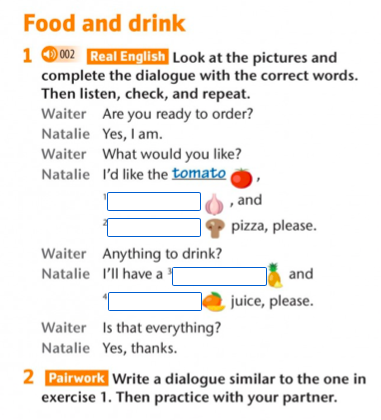 Food and drink
1 002 Real English Look at the pictures and
complete the dialogue with the correct words.
Then listen, check, and repeat.
Waiter Are you ready to order?
Natalie Yes, I am.
Waiter What would you like?
Natalie I'd like the tomato ,
1 , and
2 pizza, please.
Waiter Anything to drink?
Natalie I'll have a 3 and
4 juice, please.
Waiter Is that everything?
Natalie Yes, thanks.
2 Pairwork Write a dialogue similar to the one in
exercise 1. Then practice with your partner.